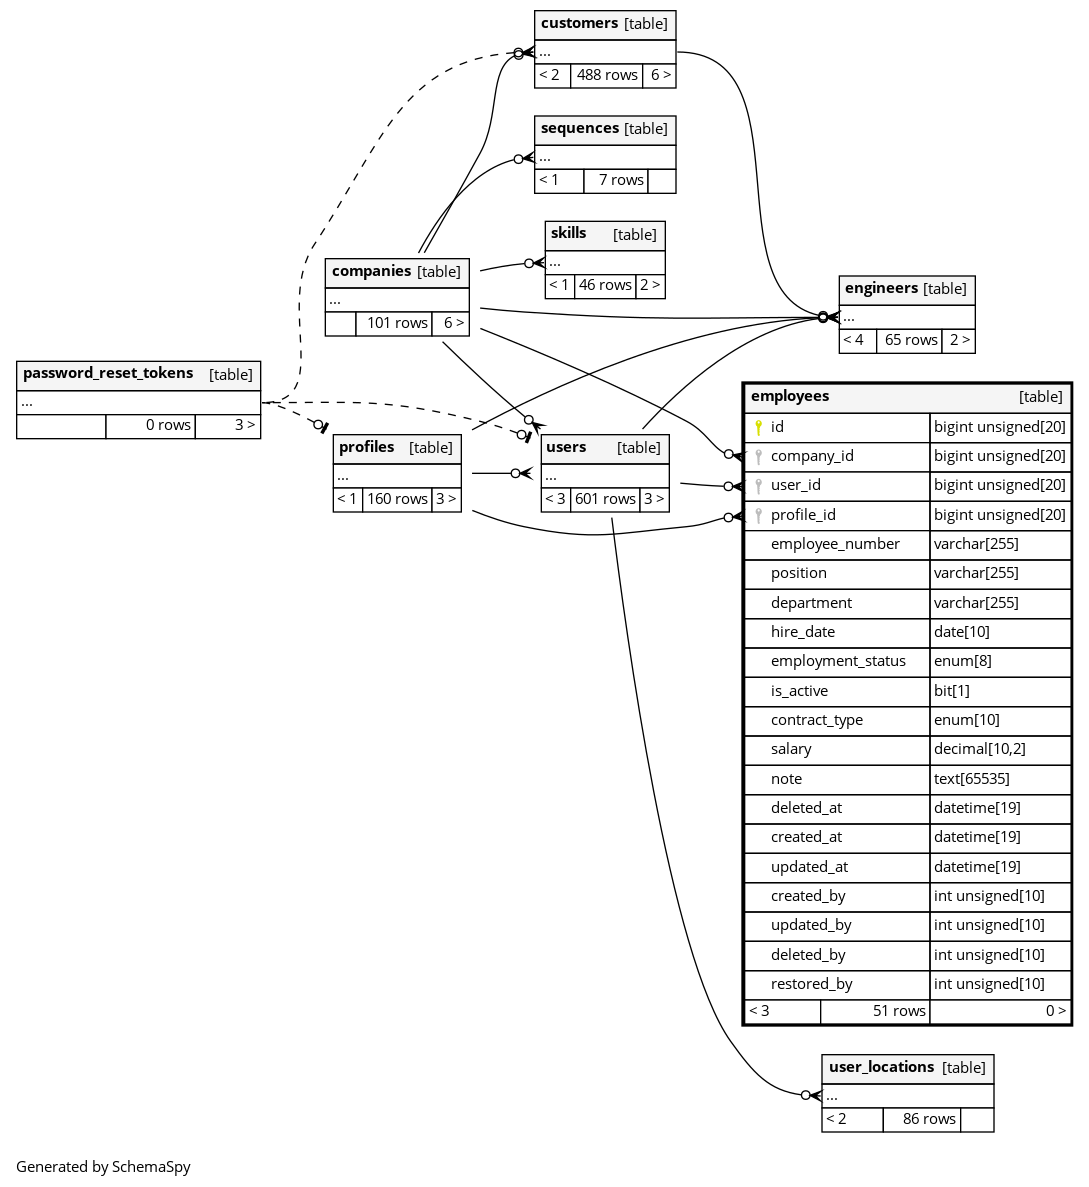 customers [table]
...
< 2 488 rows 6 >
sequences [table]
...
< 1 7 rows
skills [table]
...
< 1 46 rows 2 >
companies [table]
...
101 rows 6 >
engineers [table]
...
< 4 65 rows 2 >
password_reset_tokens [table]
...
0 rows 3 >
profiles [table]
...
< 1 160 rows 3 >
users [table]
...
< 3 601 rows 3 >
employees [table]
id bigint unsigned[20]
company_id bigint unsigned[20]
user_id bigint unsigned[20]
profile_id bigint unsigned[20]
employee_number varchar[255]
position varchar[255]
department varchar[255]
hire_date date[10]
employment_status enum[8]
is_active bit[1]
contract_type enum[10]
salary decimal[10,2]
note text[65535]
deleted_at datetime[19]
created_at datetime[19]
updated_at datetime[19]
created_by int unsigned[10]
updated_by int unsigned[10]
deleted_by int unsigned[10]
restored_by int unsigned[10]
< 3 51 rows 0 >
user_locations [table]
...
< 2 86 rows
Generated by SchemaSpy